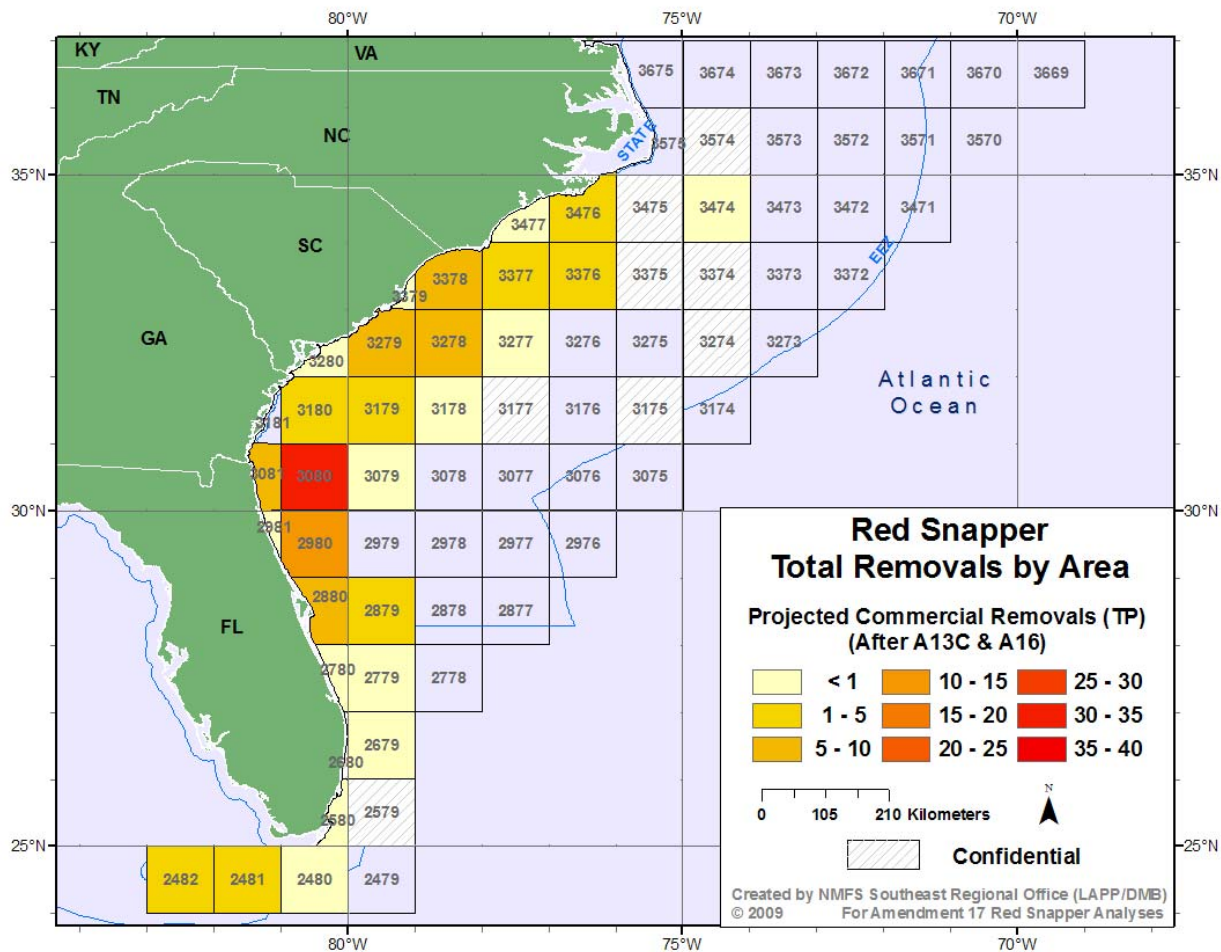 80°W 75°W 70°W
KY VA
3675 3674 3673 3672 3671 3670 3669
TN
NC STATE 3575 3574 3573 3572 3571 3570
35°N 35°N
3477 3476 3475 3474 3473 3472 3471
SC EEZ
3379 3378 3377 3376 3375 3374 3373 3372
GA 3280 3279 3278 3277 3276 3275 3274 3273
Atlantic
Ocean
3181 3180 3179 3178 3177 3176 3175 3174
3081 3080 3079 3078 3077 3076 3075
30°N 30°N
2981 2980 2979 2978 2977 2976
FL 2880 2879 2878 2877
2780 2779 2778
2680 2679
2580 2579
25°N 25°N
2482 2481 2480 2479
Red Snapper
Total Removals by Area
Projected Commercial Removals (TP)
(After A13C & A16)
< 1 10 - 15 25 - 30
1 - 5 15 - 20 30 - 35
5 - 10 20 - 25 35 - 40
N
0 105 210 Kilometers
Confidential
Created by NMFS Southeast Regional Office (LAPP/DMB)
© 2009 For Amendment 17 Red Snapper Analyses
80°W 75°W 70°W